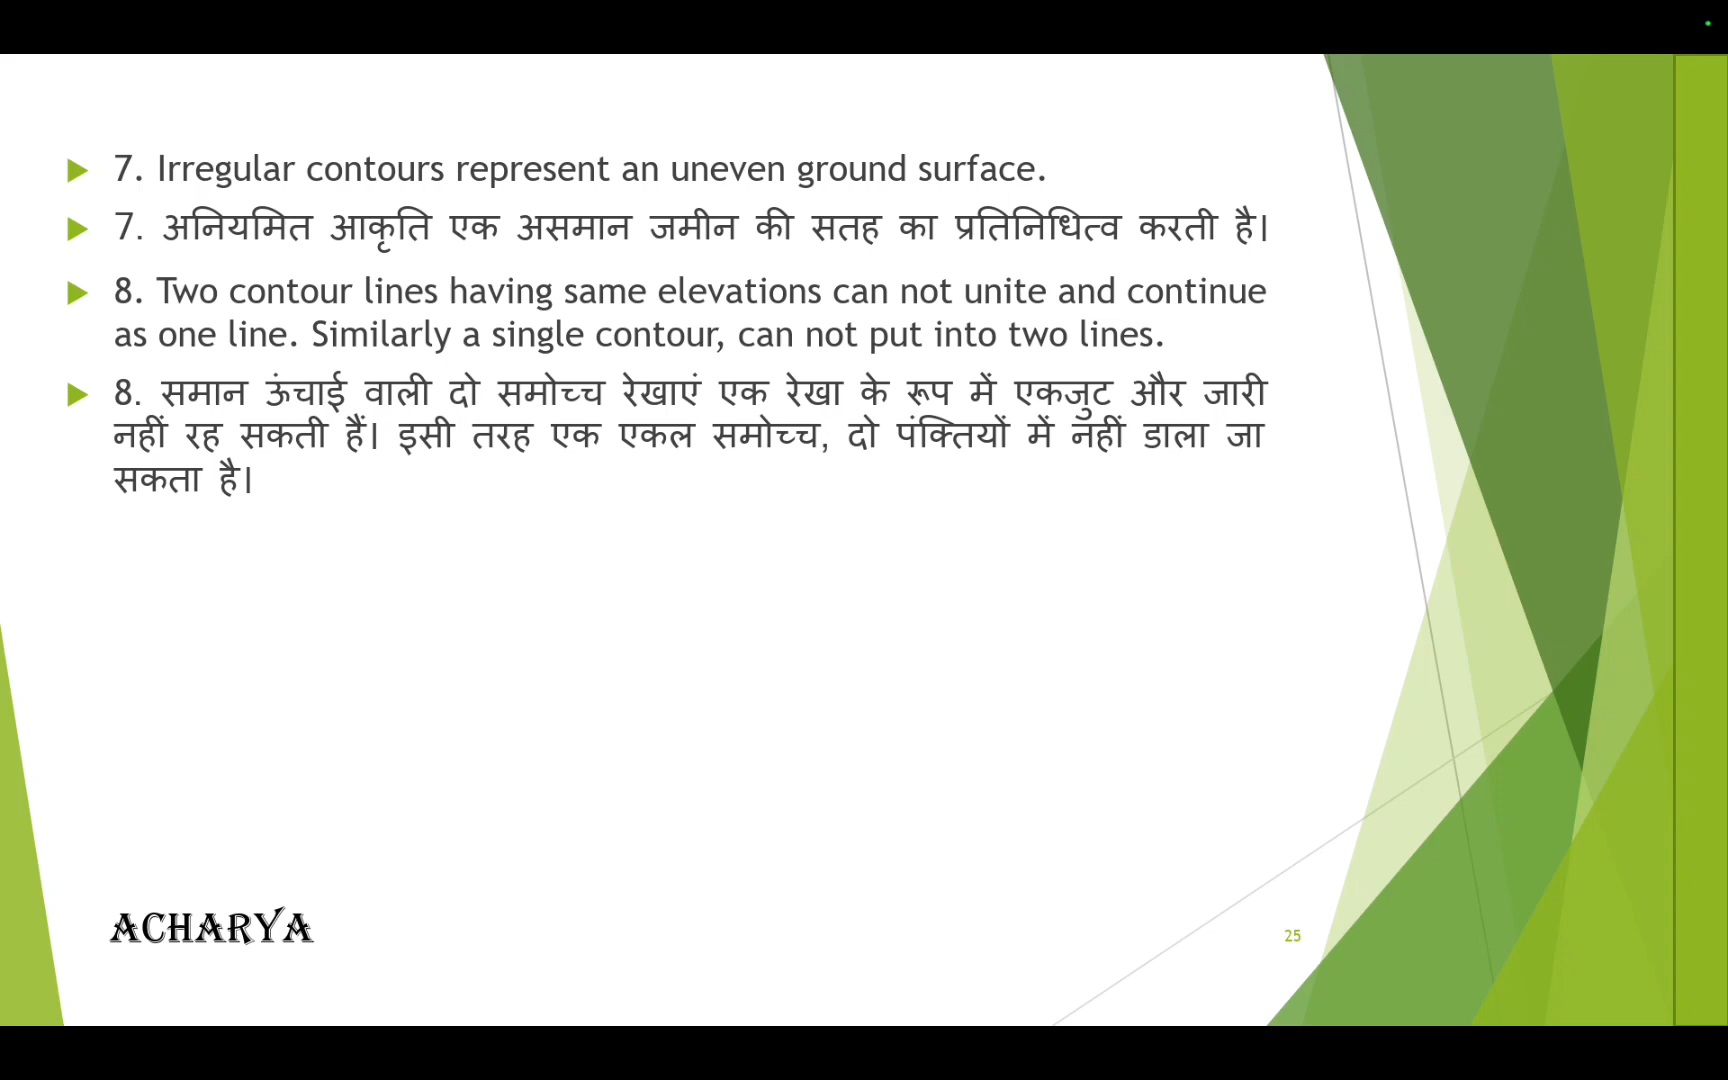 7. Irregular contours represent an uneven ground surface.
7. अनियमित आकृति एक असमान जमीन की सतह का प्रतिनिधित्व करती है।
8. Two contour lines having same elevations can not unite and continue
as one line. Similarly a single contour, can not put into two lines.
8. समान ऊंचाई वाली दो समोच्च रेखाएं एक रेखा के रूप में एकजुट और जारी
नहीं रह सकती हैं। इसी तरह एक एकल समोच्च, दो पंक्तियों में नहीं डाला जा
सकता है।
ACHARYA
25